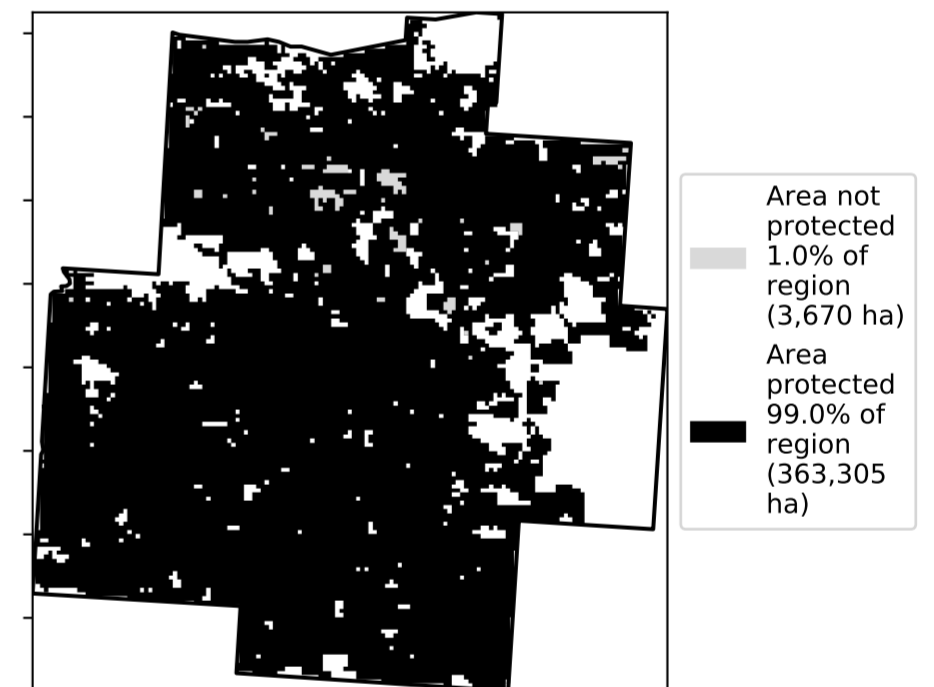 Area not
protected
1.0% of
region
(3,670 ha)
Area
protected
99.0% of
region
(363,305
ha)